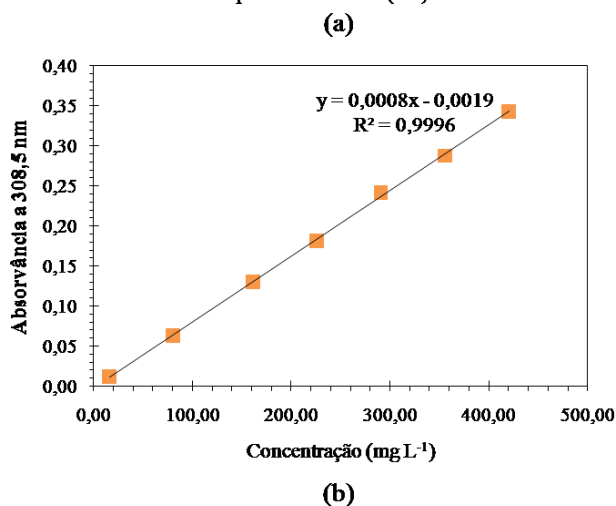 (a)
0,40
0,35
0,30
0,25
0,20
0,15
0,10
0,05
0,00
Absorvância a 308,5 nm
y = 0,0008x - 0,0019
R² = 0,9996
0,00 100,00 200,00 300,00 400,00 500,00
Concentração (mg L⁻¹)
(b)